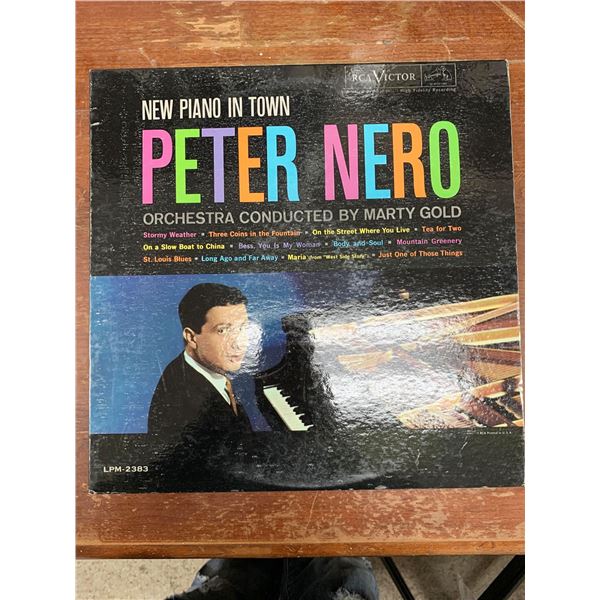 RCA VICTOR
NEW PIANO IN TOWN
PETER NERO
ORCHESTRA CONDUCTED BY MARTY GOLD
Stormy Weather • Three Coins in the Fountain • On the Street Where You Live • Tea for Two
On a Slow Boat to China • Bess, You Is My Woman • Body and Soul • Mountain Greenery
St. Louis Blues • Long Ago and Far Away • Maria (from "West Side Story") • Just One of Those Things
LPM-2383